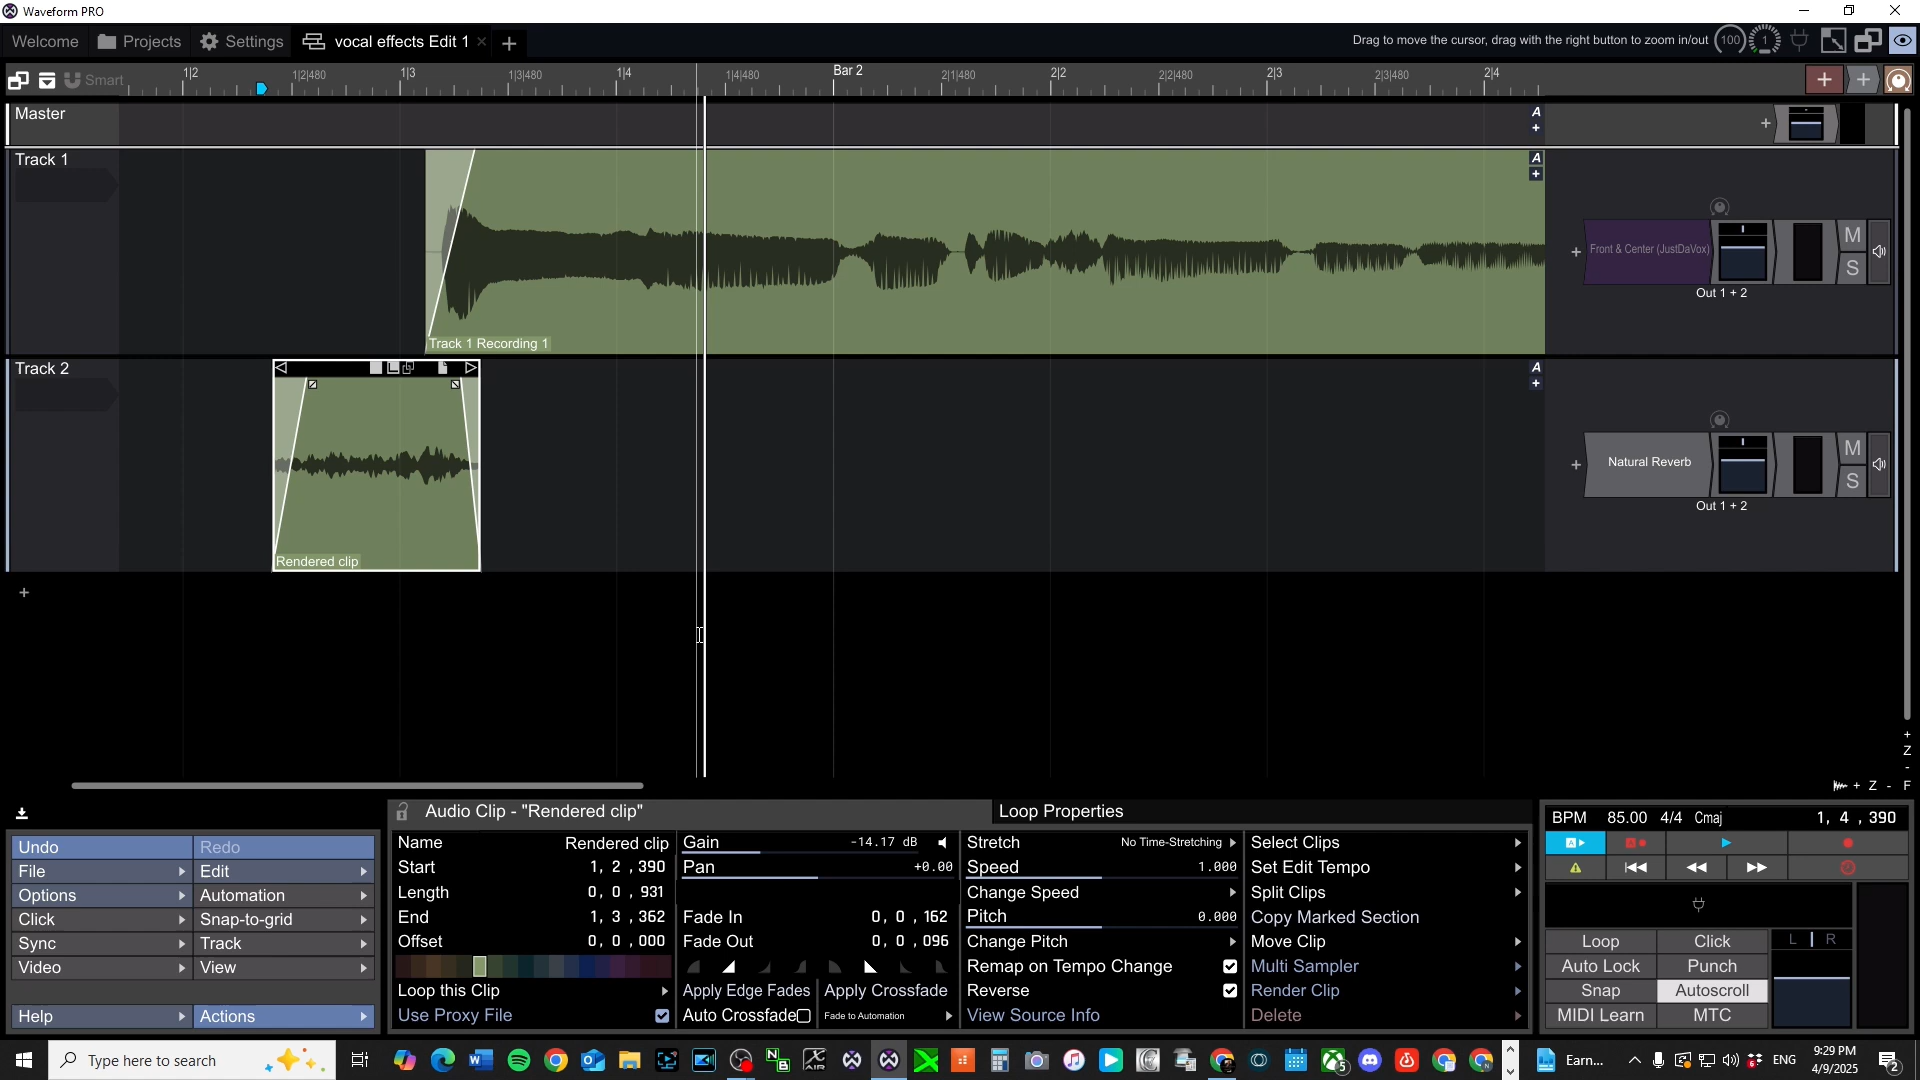 Waveform PRO
Welcome Projects Settings vocal effects Edit 1 Drag to move the cursor, drag with the right button to zoom in/out 100 1
Smart 1|2 1|2|480 1|3 1|3|480 1|4 1|4|480 Bar 2 2|1|480 2|2 2|2|480 2|3 2|3|480 2|4
Master A
Track 1 A
Front & Center (JustDaVox) M
S
Out 1 + 2
Track 1 Recording 1
Track 2 A
Natural Reverb M
S
Out 1 + 2
Rendered clip
+ Z -
+ Z - F
Audio Clip - "Rendered clip" Loop Properties
BPM 85.00 4/4 Cmaj 1, 4 , 390
Undo Redo
File Edit
Options Automation
Click Snap-to-grid
Sync Track
Video View
Help Actions
Name Rendered clip
Start 1, 2 , 390
Length 0, 0 , 931
End 1, 3 , 362
Offset 0, 0 , 000
Loop this Clip
Use Proxy File
Gain -14.17 dB
Pan +0.00
Fade In 0, 0 , 162
Fade Out 0, 0 , 096
Apply Edge Fades Apply Crossfade
Auto Crossfade Fade to Automation
Stretch No Time-Stretching
Speed 1.000
Change Speed
Pitch 0.000
Change Pitch
Remap on Tempo Change
Reverse
View Source Info
Select Clips
Set Edit Tempo
Split Clips
Copy Marked Section
Move Clip
Multi Sampler
Render Clip
Delete
Loop Click
Auto Lock Punch
Snap Autoscroll
MIDI Learn MTC
L R
Type here to search
Earn...
ENG
9:29 PM
4/9/2025
2